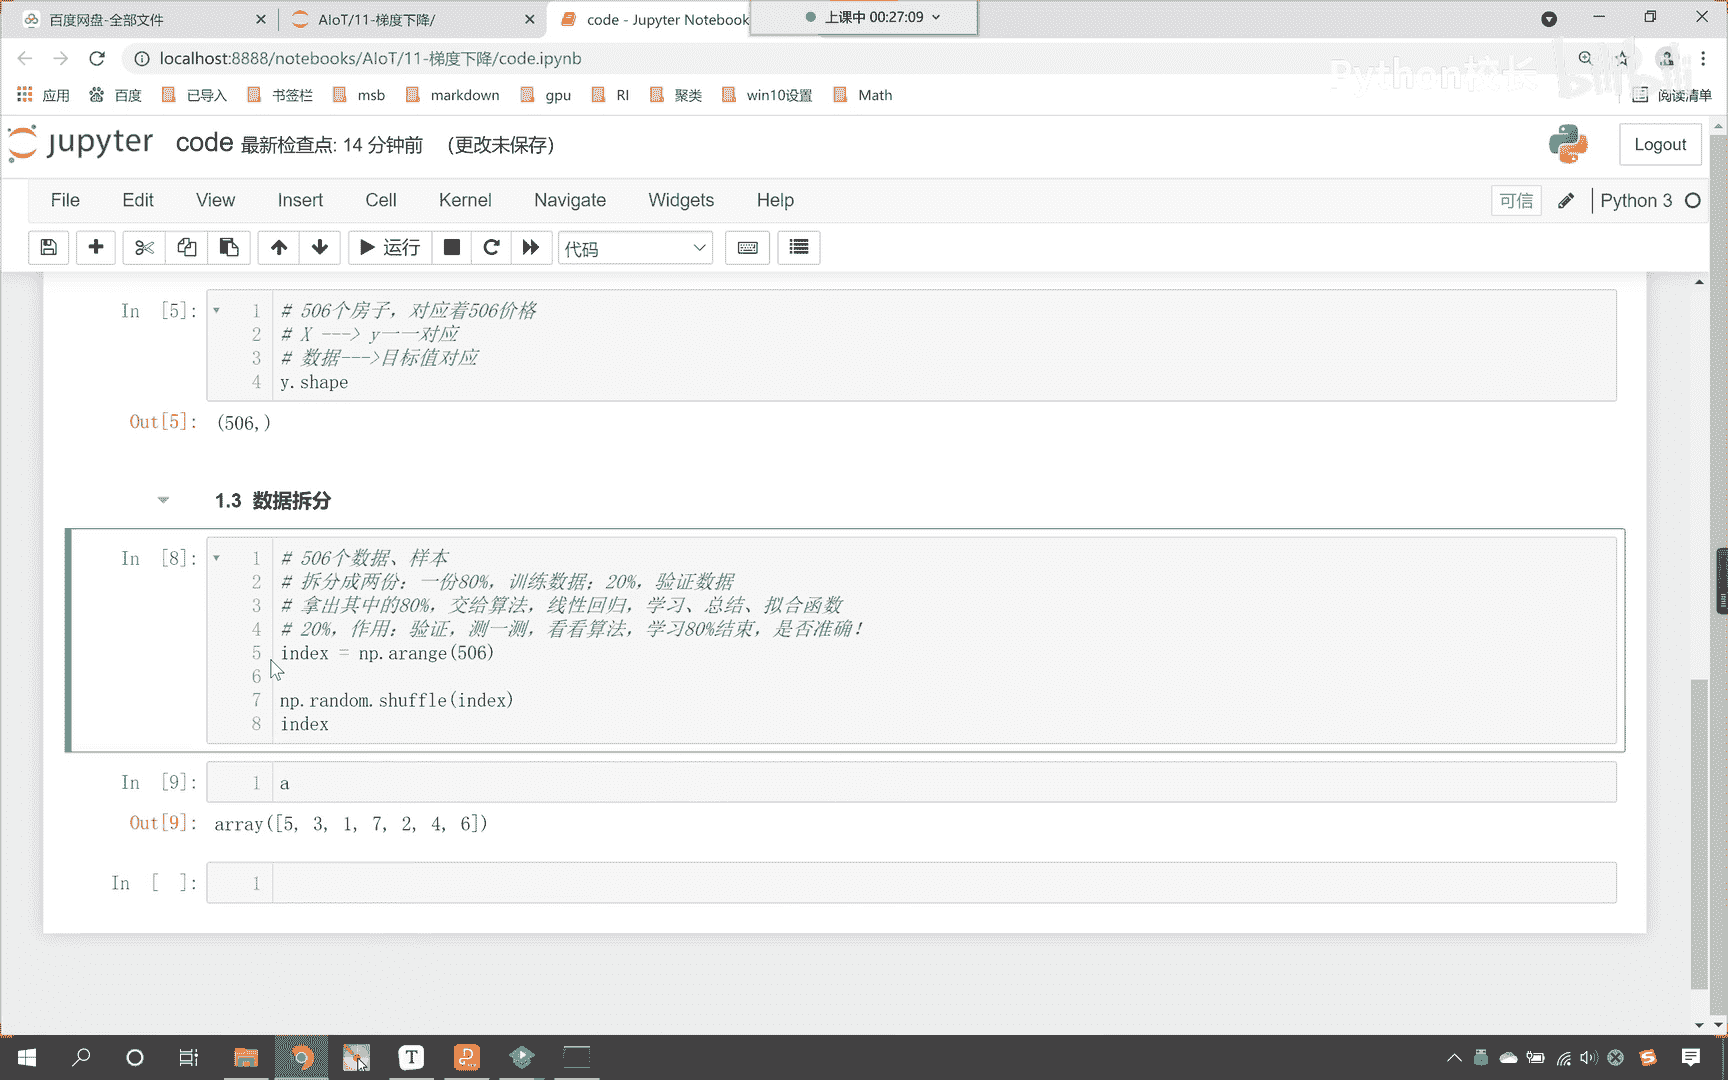 百度网盘-全部文件
AIoT/11-梯度下降/
code - Jupyter Notebook
上课中 00:27:09
localhost:8888/notebooks/AIoT/11-梯度下降/code.ipynb
Python校长
bilibili
应用
百度
已导入
书签栏
msb
markdown
gpu
RI
聚类
win10设置
Math
阅读清单
jupyter
code 最新检查点: 14 分钟前 (更改未保存)
Logout
File
Edit
View
Insert
Cell
Kernel
Navigate
Widgets
Help
可信
Python 3
运行
代码
In [5]:
1 # 506个房子，对应着506价格
2 # X ---> y一一对应
3 # 数据--->目标值对应
4 y.shape
Out[5]: (506,)
1.3 数据拆分
In [8]:
1 # 506个数据、样本
2 # 拆分成两份：一份80%，训练数据；20%，验证数据
3 # 拿出其中的80%，交给算法，线性回归，学习、总结、拟合函数
4 # 20%，作用：验证，测一测，看看算法，学习80%结束，是否准确！
5 index = np.arange(506)
6
7 np.random.shuffle(index)
8 index
In [9]:
1 a
Out[9]: array([5, 3, 1, 7, 2, 4, 6])
In [ ]:
1